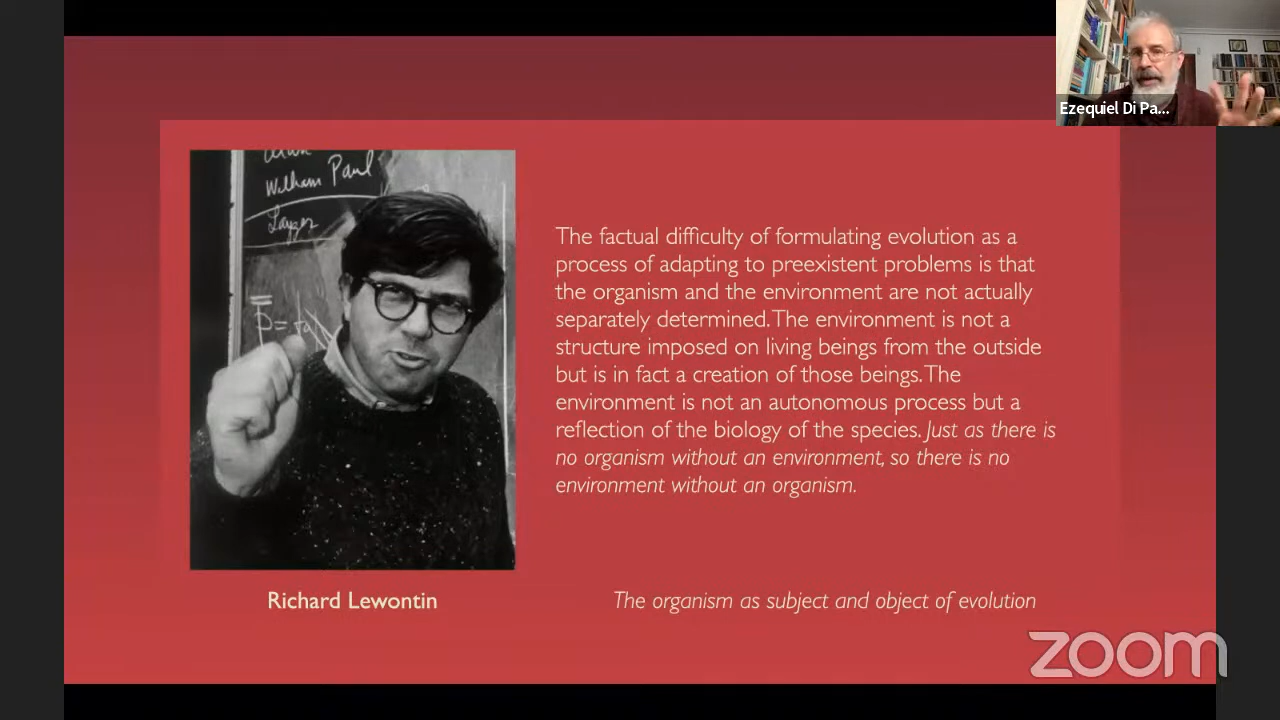 Ezequiel Di Pa...
William Paul
Layzer
The factual difficulty of formulating evolution as a
process of adapting to preexistent problems is that
the organism and the environment are not actually
separately determined. The environment is not a
structure imposed on living beings from the outside
but is in fact a creation of those beings. The
environment is not an autonomous process but a
reflection of the biology of the species. Just as there is
no organism without an environment, so there is no
environment without an organism.
Richard Lewontin
The organism as subject and object of evolution
zoom